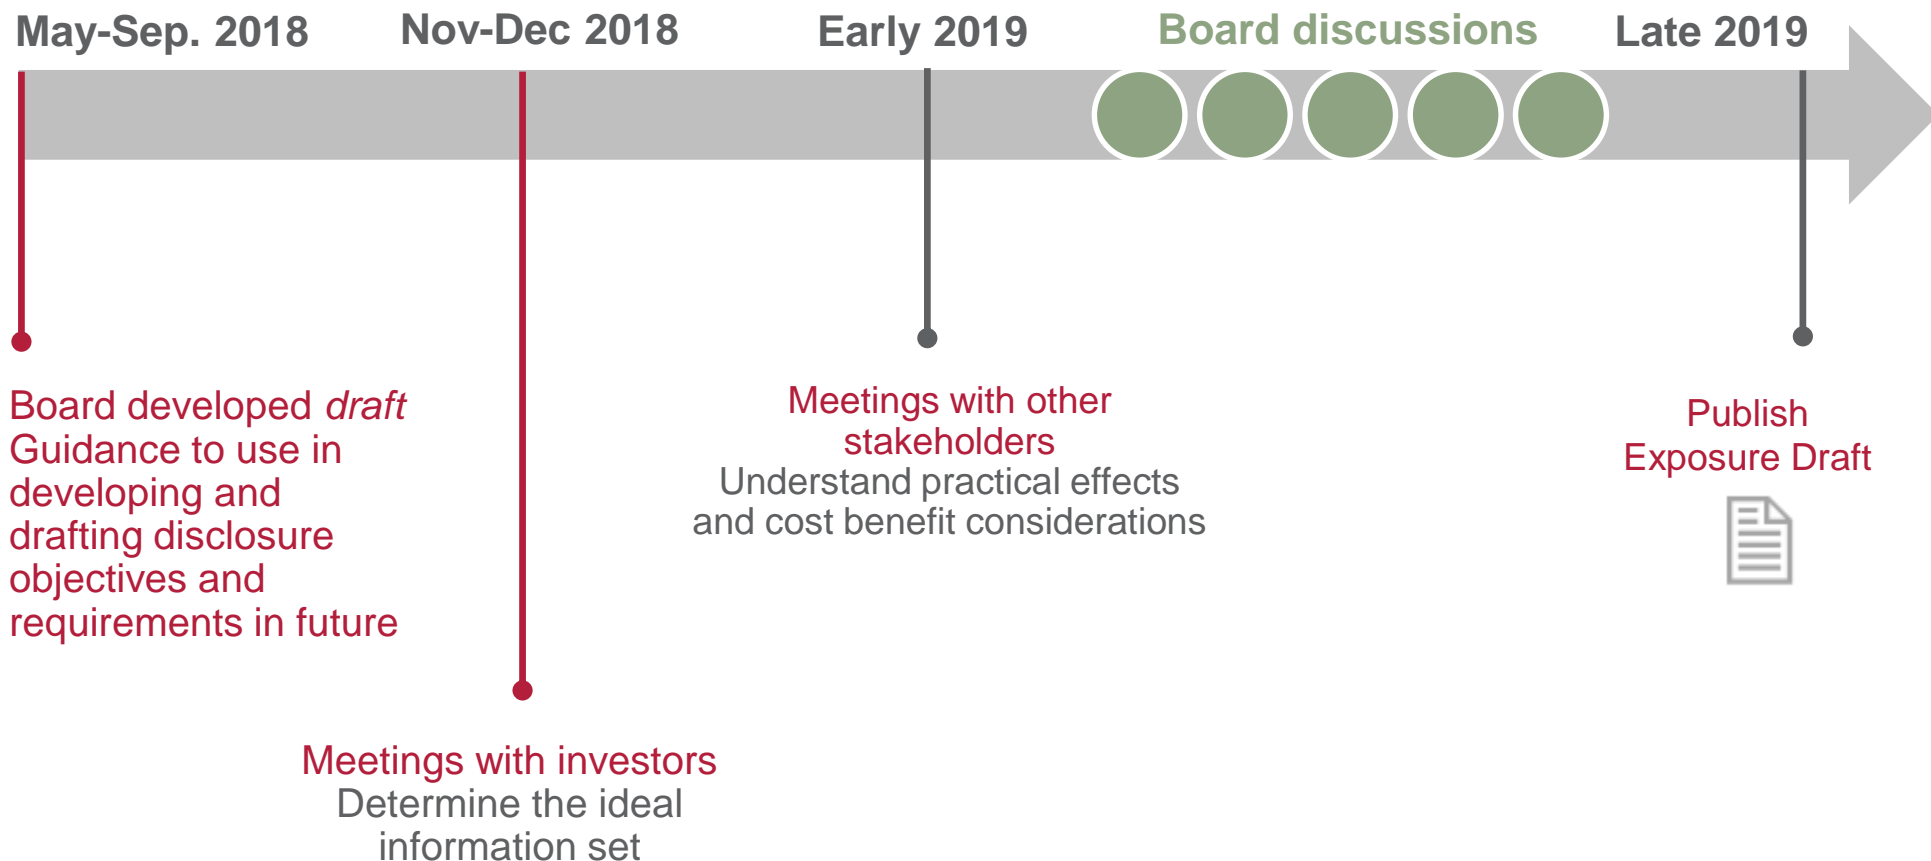 May-Sep. 2018
Nov-Dec 2018
Early 2019
Board discussions
Late 2019
Board developed draft
Guidance to use in
developing and
drafting disclosure
objectives and
requirements in future
Meetings with investors
Determine the ideal
information set
Meetings with other
stakeholders
Understand practical effects
and cost benefit considerations
Publish
Exposure Draft